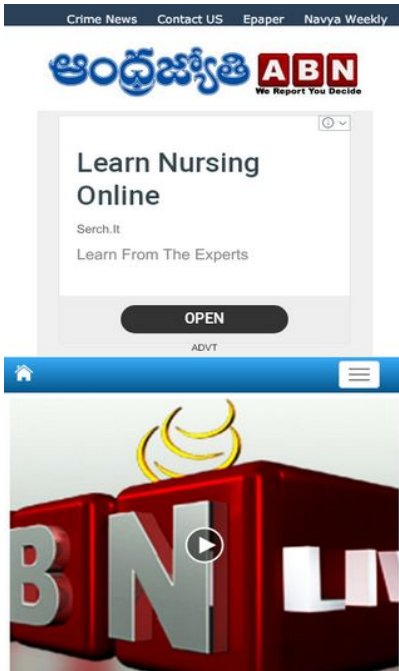 Crime News Contact US Epaper Navya Weekly
ఆంధ్రజ్యోతి ABN
We Report You Decide
Learn Nursing
Online
Serch.It
Learn From The Experts
OPEN
ADVT
BN LIV